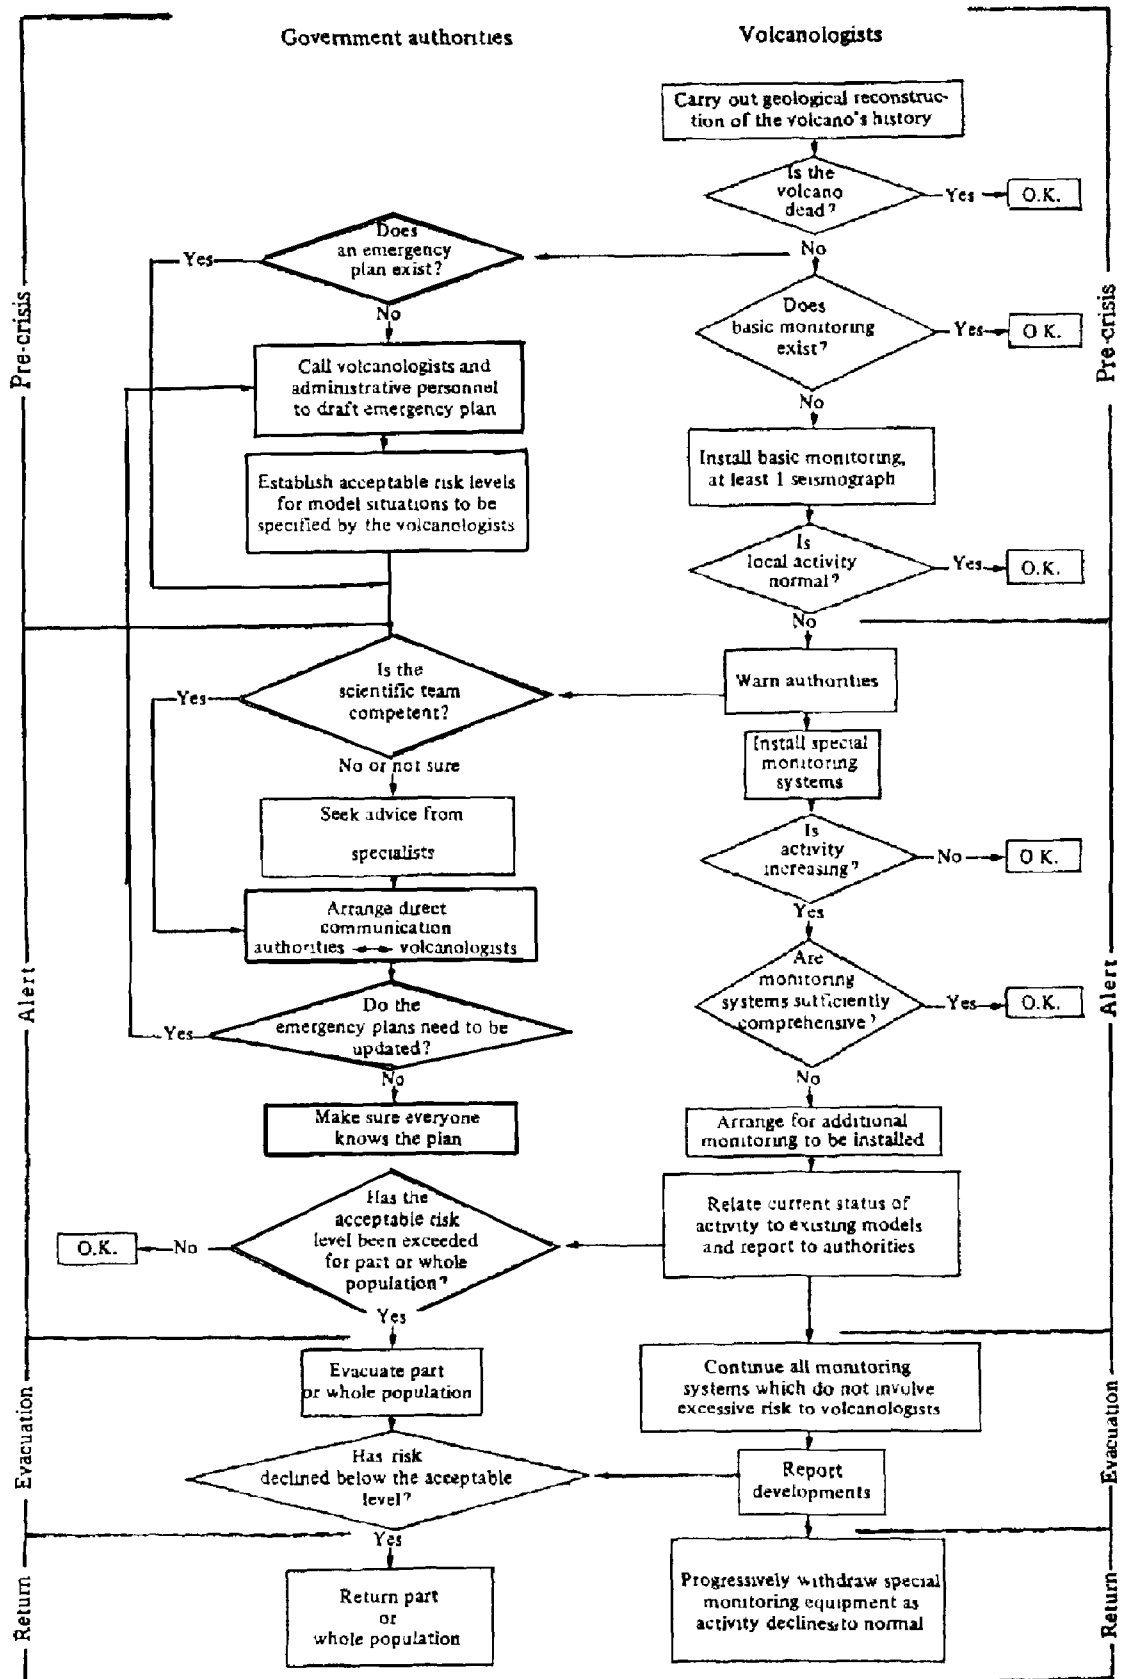 Government authorities
Volcanologists
Carry out geological reconstruc-
tion of the volcano's history
Is the
volcano
dead?
Yes
O.K.
No
Does
an emergency
plan exist?
Yes
No
Does
basic monitoring
exist?
Yes
O K.
No
Call volcanologists and
administrative personnel
to draft emergency plan
Install basic monitoring,
at least 1 seismograph
Establish acceptable risk levels
for model situations to be
specified by the volcanologists
Is
local activity
normal?
Yes
O.K.
No
Pre-crisis
Pre-crisis
Is the
scientific team
competent?
Yes
No or not sure
Warn authorities
Install special
monitoring
systems
Seek advice from
specialists
Is
activity
increasing?
No
O K.
Yes
Arrange direct
communication
authorities
volcanologists
Are
monitoring
systems sufficiently
comprehensive?
Yes
O.K.
No
Do the
emergency plans need to be
updated?
Yes
No
Make sure everyone
knows the plan
Arrange for additional
monitoring to be installed
Has the
acceptable risk
level been exceeded
for part or whole
population?
No
O.K.
Yes
Relate current status of
activity to existing models
and report to authorities
Alert
Alert
Evacuate part
or whole population
Continue all monitoring
systems which do not involve
excessive risk to volcanologists
Has risk
declined below the acceptable
level?
Yes
Report
developments
Evacuation
Evacuation
Return part
or
whole population
Progressively withdraw special
monitoring equipment as
activity declines to normal
Return
Return